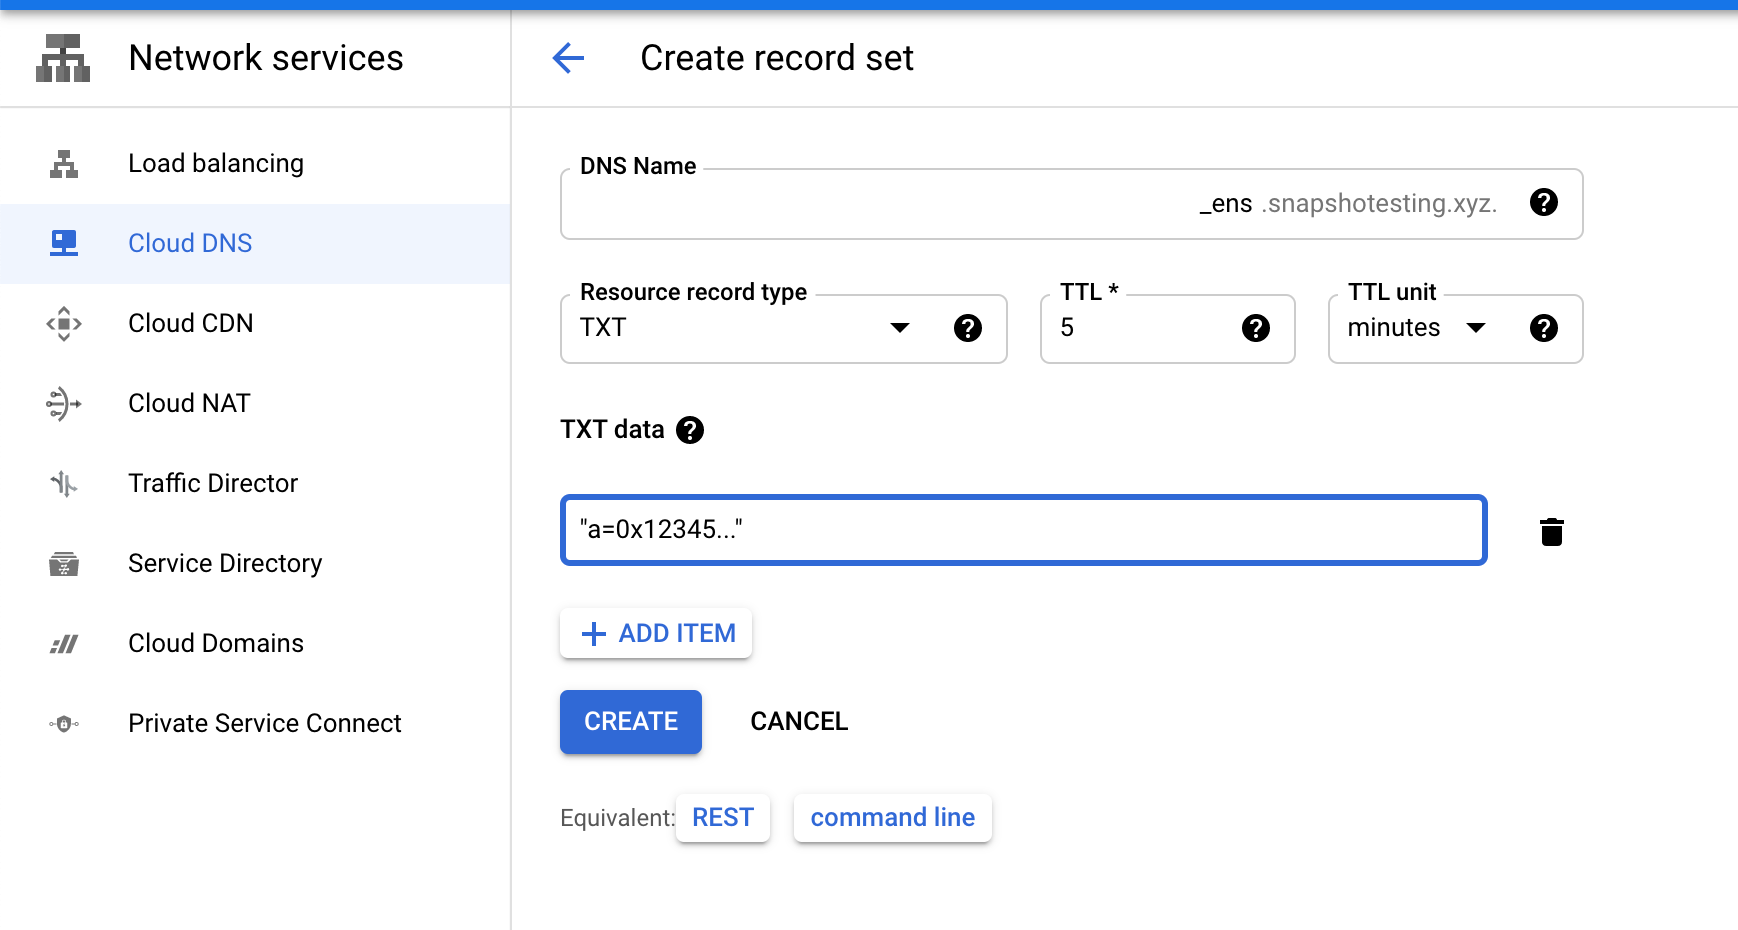 Network services
Create record set
Load balancing
Cloud DNS
Cloud CDN
Cloud NAT
Traffic Director
Service Directory
Cloud Domains
Private Service Connect
DNS Name
_ens .snapshotesting.xyz.
Resource record type
TXT
TTL *
5
TTL unit
minutes
TXT data
"a=0x12345..."
ADD ITEM
CREATE CANCEL
Equivalent: REST command line